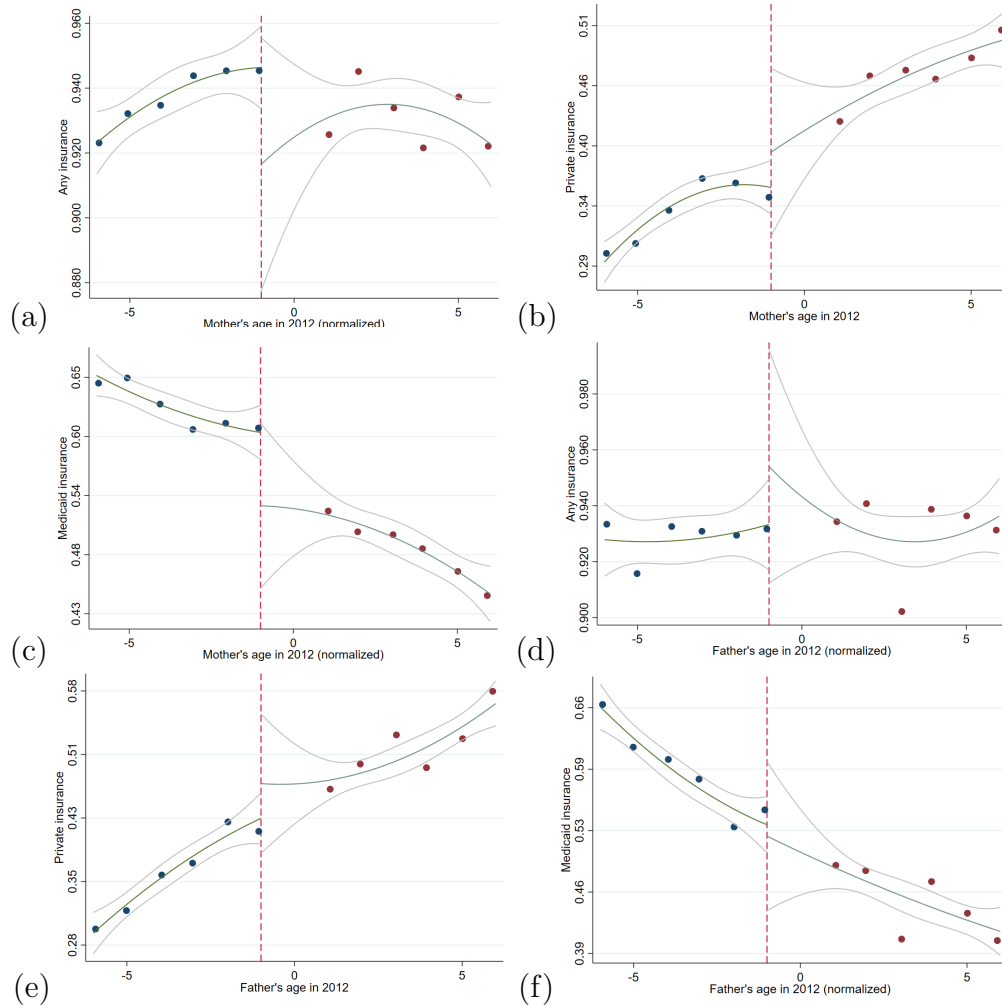 (a)
Any insurance
0.960
0.940
0.920
0.900
0.880
-5
0
5
Mother's age in 2012 (normalized)
(b)
Private insurance
0.51
0.46
0.40
0.34
0.29
-5
0
5
Mother's age in 2012
(c)
Medicaid insurance
0.65
0.60
0.54
0.48
0.43
-5
0
5
Mother's age in 2012 (normalized)
(d)
Any insurance
0.980
0.960
0.940
0.920
0.900
-5
0
5
Father's age in 2012 (normalized)
(e)
Private insurance
0.58
0.51
0.43
0.35
0.28
-5
0
5
Father's age in 2012
(f)
Medicaid insurance
0.66
0.59
0.53
0.46
0.39
-5
0
5
Father's age in 2012 (normalized)